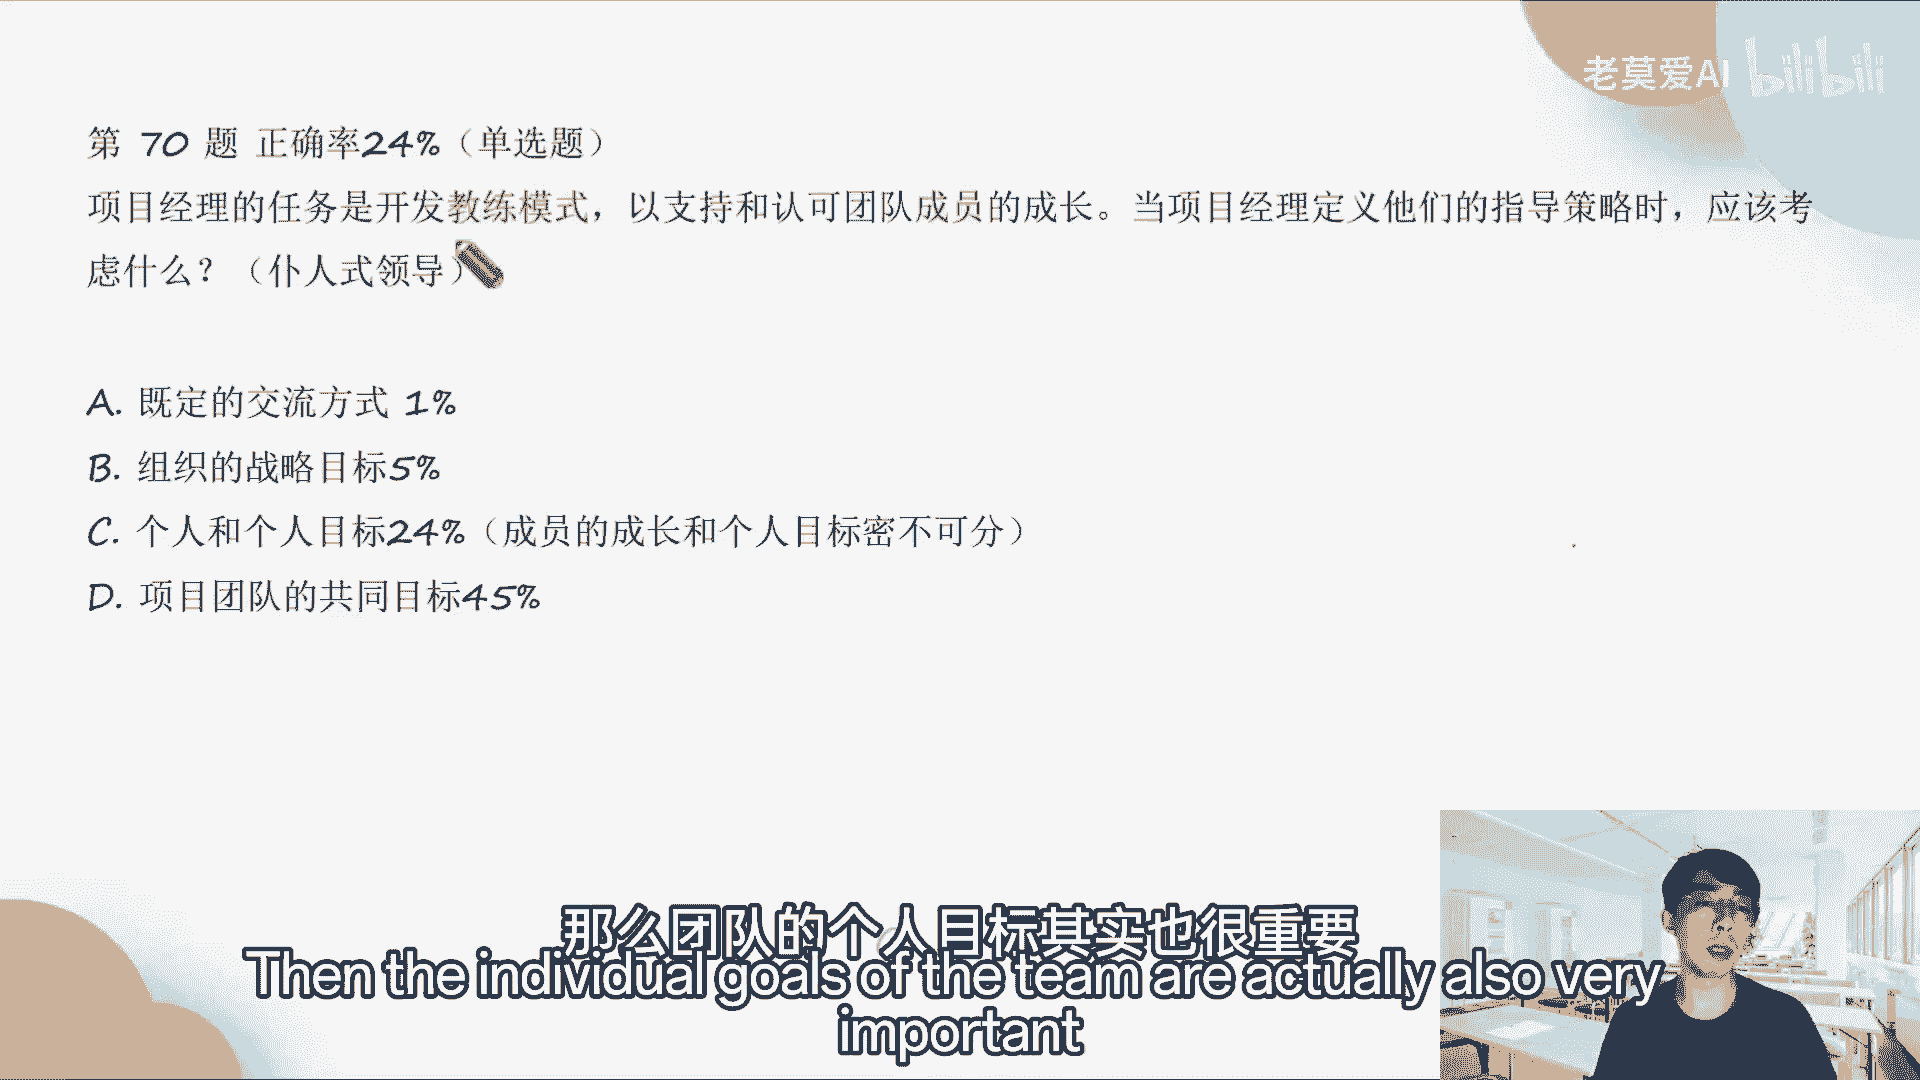 老莫爱AI bilibili
第 70 题 正确率24%（单选题）
项目经理的任务是开发教练模式，以支持和认可团队成员的成长。当项目经理定义他们的指导策略时，应该考
虑什么？（仆人式领导）
A. 既定的交流方式 1%
B. 组织的战略目标5%
C. 个人和个人目标24%（成员的成长和个人目标密不可分）
D. 项目团队的共同目标45%
那么团队的个人目标其实也很重要
Then the individual goals of the team are actually also very
important